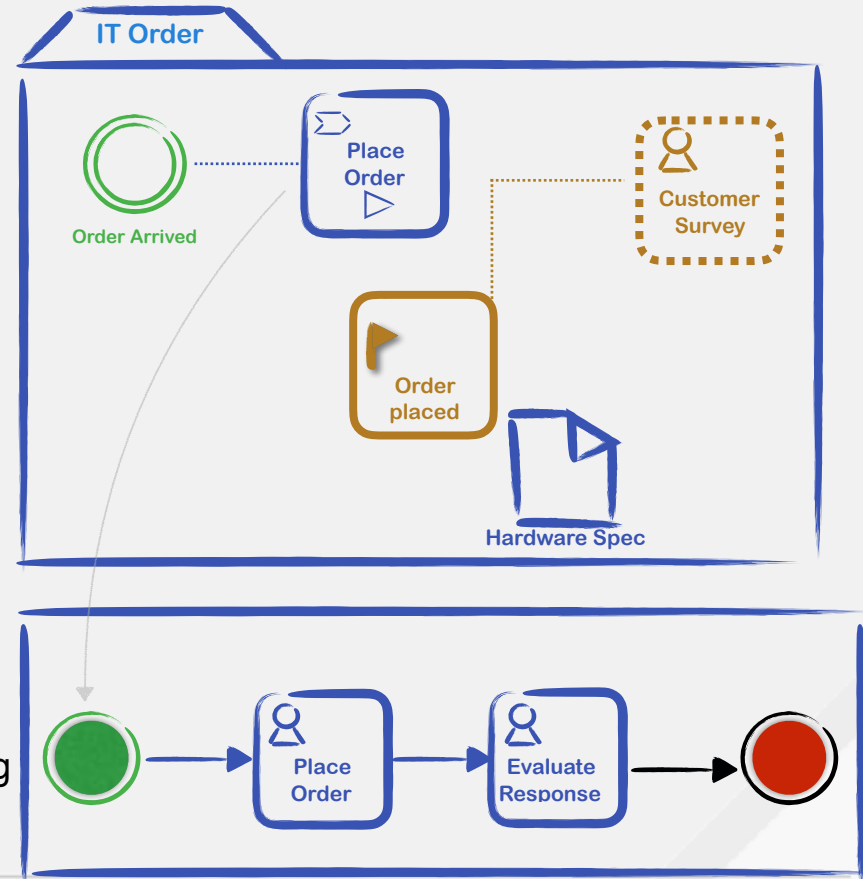 IT Order
Place
Order
Order Arrived
Customer
Survey
Order
placed
Hardware Spec
g
Place
Order
Evaluate
Response